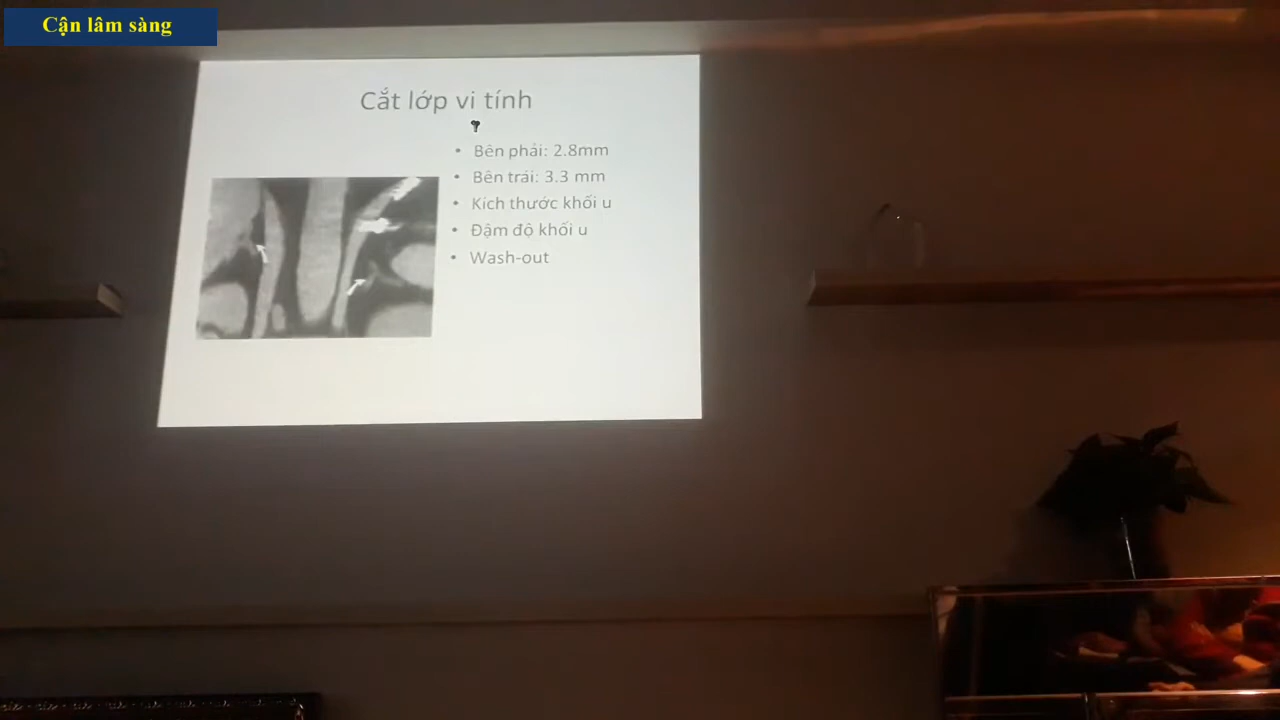 Cận lâm sàng
Cắt lớp vi tính
• Bên phải: 2.8mm
• Bên trái: 3.3 mm
• Kích thước khối u
• Đậm độ khối u
• Wash-out